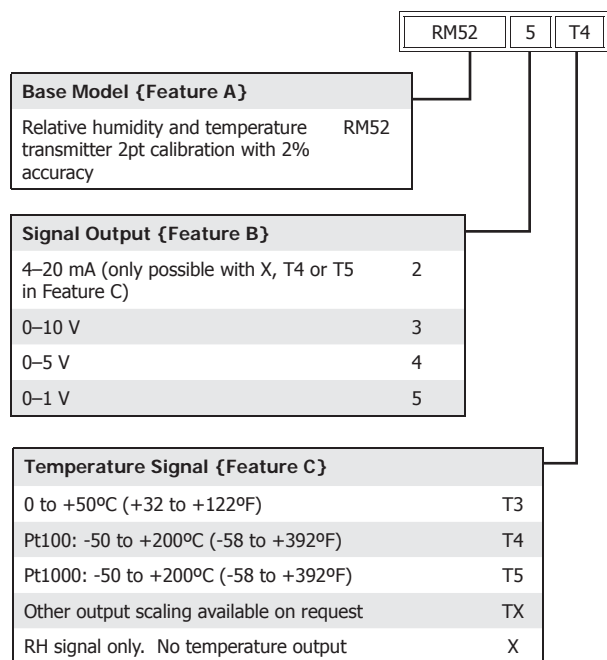 RM52 5 T4
Base Model {Feature A}
Relative humidity and temperature RM52
transmitter 2pt calibration with 2%
accuracy
Signal Output {Feature B}
4–20 mA (only possible with X, T4 or T5 2
in Feature C)
0–10 V 3
0–5 V 4
0–1 V 5
Temperature Signal {Feature C}
0 to +50ºC (+32 to +122ºF) T3
Pt100: -50 to +200ºC (-58 to +392ºF) T4
Pt1000: -50 to +200ºC (-58 to +392ºF) T5
Other output scaling available on request TX
RH signal only.  No temperature output X